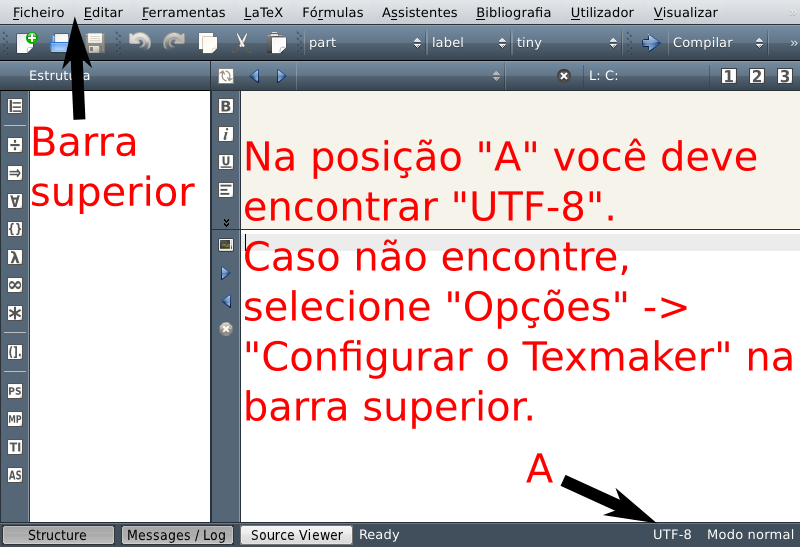 Ficheiro Editar Ferramentas LaTeX Fórmulas Assistentes Bibliografia Utilizador Visualizar »
part label tiny Compilar »
Estrutura L: C: 1 2 3
B
i
U
Barra
superior
Na posição "A" você deve
encontrar "UTF-8".
Caso não encontre,
selecione "Opções" ->
"Configurar o Texmaker" na
barra superior.
÷
⇒
∀
{}
λ
∞
*
(].
PS
MP
TI
AS
A
Structure Messages / Log Source Viewer Ready UTF-8 Modo normal